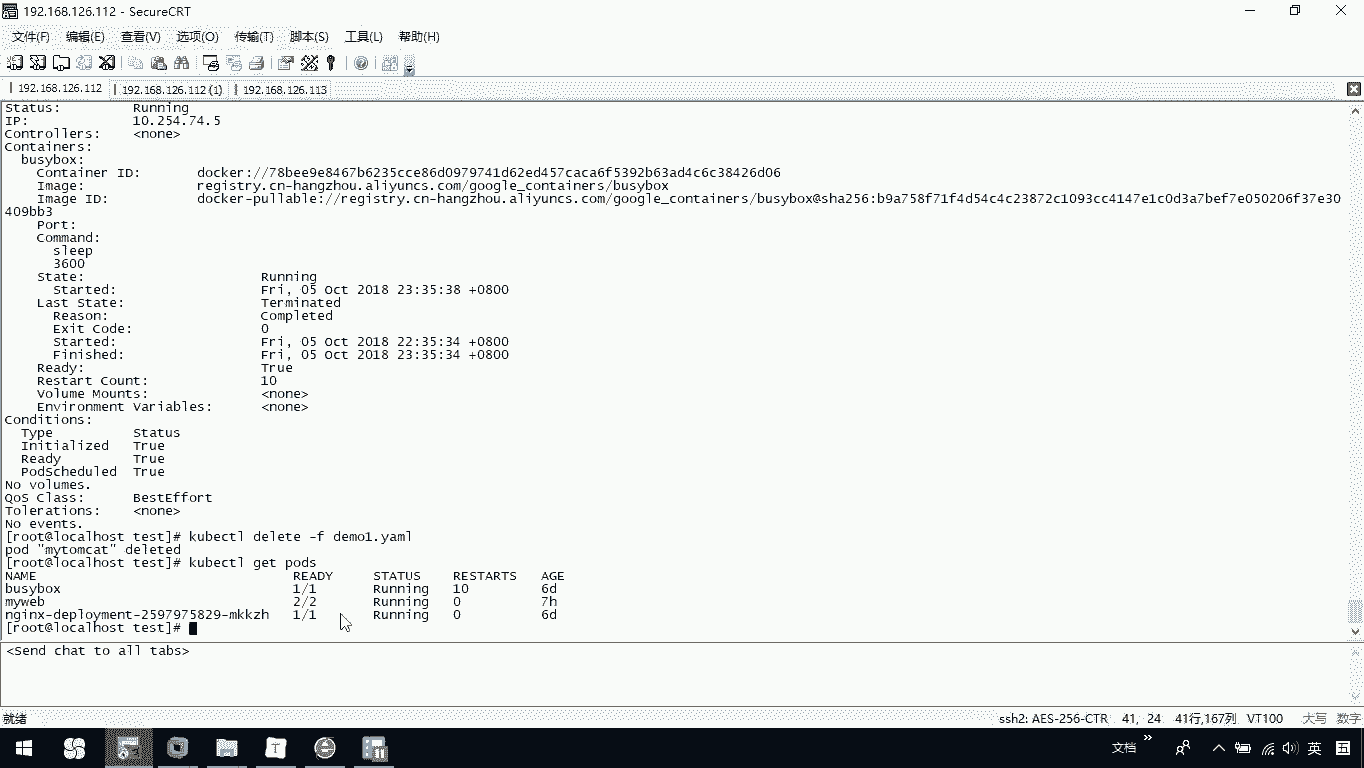 192.168.126.112 - SecureCRT
文件(F) 编辑(E) 查看(V) 选项(O) 传输(T) 脚本(S) 工具(L) 帮助(H)
192.168.126.112 192.168.126.112 (1) 192.168.126.113
Status: Running
IP: 10.254.74.5
Controllers: <none>
Containers:
busybox:
Container ID: docker://78bee9e8467b6235cce86d0979741d62ed457caca6f5392b63ad4c6c38426d06
Image: registry.cn-hangzhou.aliyuncs.com/google_containers/busybox
Image ID: docker-pullable://registry.cn-hangzhou.aliyuncs.com/google_containers/busybox@sha256:b9a758f71f4d54c4c23872c1093cc4147e1c0d3a7bef7e050206f37e30
409bb3
Port:
Command:
sleep
3600
State: Running
Started: Fri, 05 Oct 2018 23:35:38 +0800
Last State: Terminated
Reason: Completed
Exit Code: 0
Started: Fri, 05 Oct 2018 22:35:34 +0800
Finished: Fri, 05 Oct 2018 23:35:34 +0800
Ready: True
Restart Count: 10
Volume Mounts: <none>
Environment Variables: <none>
Conditions:
Type Status
Initialized True
Ready True
PodScheduled True
No volumes.
QoS Class: BestEffort
Tolerations: <none>
No events.
[root@localhost test]# kubectl delete -f demo1.yaml
pod "mytomcat" deleted
[root@localhost test]# kubectl get pods
NAME READY STATUS RESTARTS AGE
busybox 1/1 Running 10 6d
myweb 2/2 Running 0 7h
nginx-deployment-2597975829-mkkzh 1/1 Running 0 6d
[root@localhost test]#
<Send chat to all tabs>
就绪 ssh2: AES-256-CTR 41, 24 41行,167列 VT100 大写 数字
文档 » 英 五